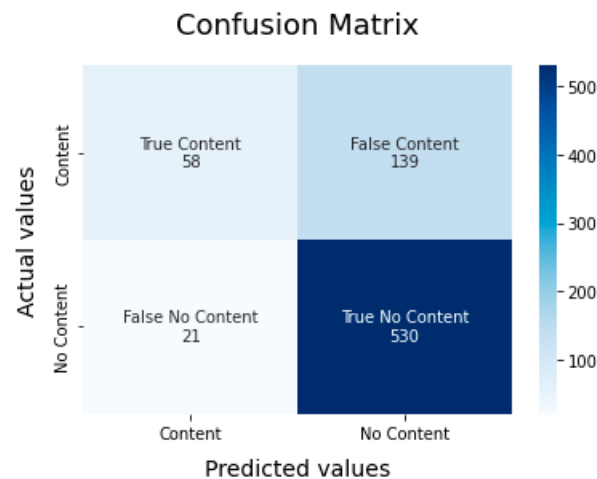 Confusion Matrix
Actual values
Content
No Content
True Content
58
False Content
139
False No Content
21
True No Content
530
Content
No Content
Predicted values
500
400
300
200
100